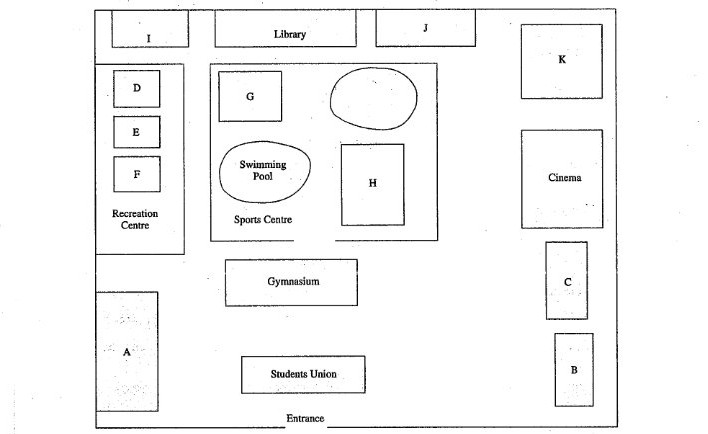 I
Library
J
K
D
G
E
F
Swimming
Pool
H
Cinema
Recreation
Centre
Sports Centre
Gymnasium
C
A
Students Union
B
Entrance